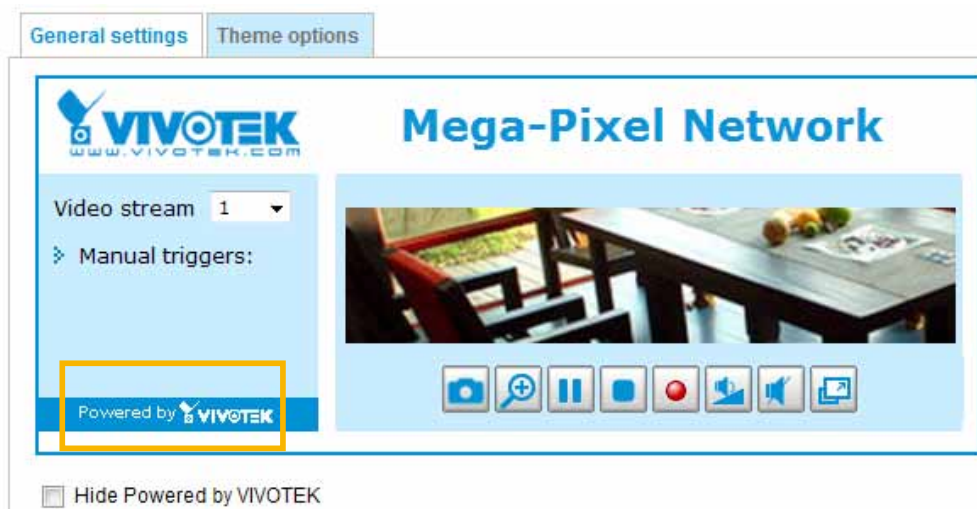 General settings Theme options
VIVOTEK Mega-Pixel Network
www.vivotek.com
Video stream 1
Manual triggers:
Powered by VIVOTEK
Hide Powered by VIVOTEK